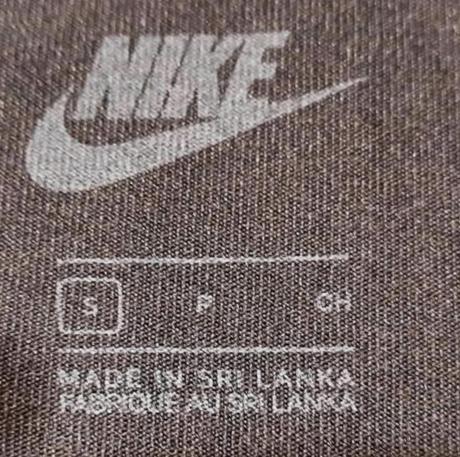 NIKE
S P CH
MADE IN SRI LANKA
FABRIQUE AU SRI LANKA